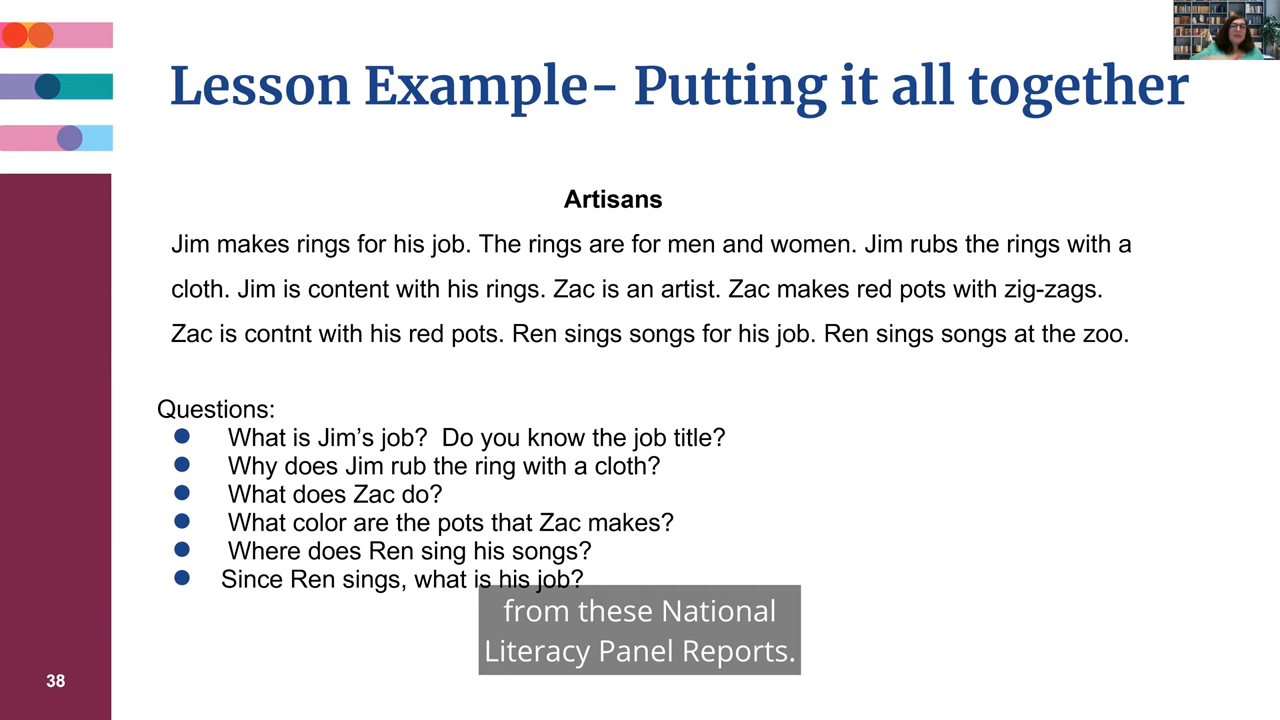 Lesson Example- Putting it all together
Artisans
Jim makes rings for his job. The rings are for men and women. Jim rubs the rings with a
cloth. Jim is content with his rings. Zac is an artist. Zac makes red pots with zig-zags.
Zac is contnt with his red pots. Ren sings songs for his job. Ren sings songs at the zoo.
Questions:
● What is Jim’s job? Do you know the job title?
● Why does Jim rub the ring with a cloth?
● What does Zac do?
● What color are the pots that Zac makes?
● Where does Ren sing his songs?
● Since Ren sings, what is his job?
from these National
Literacy Panel Reports.
38